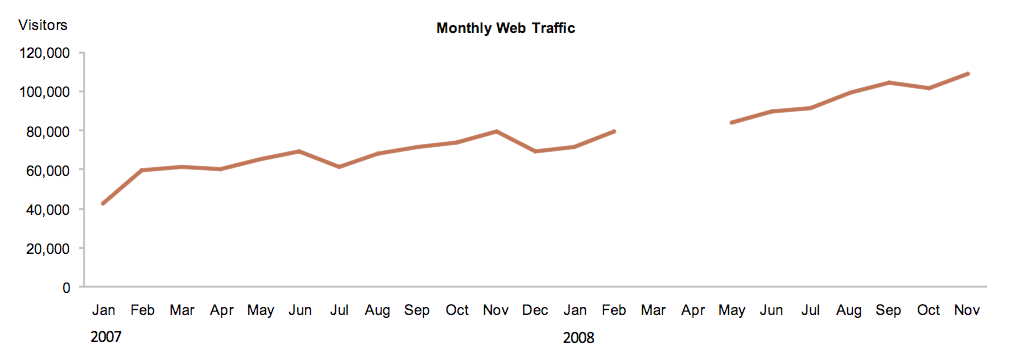 Visitors
Monthly Web Traffic
120,000
100,000
80,000
60,000
40,000
20,000
0
Jan Feb Mar Apr May Jun Jul Aug Sep Oct Nov Dec Jan Feb Mar Apr May Jun Jul Aug Sep Oct Nov
2007 2008